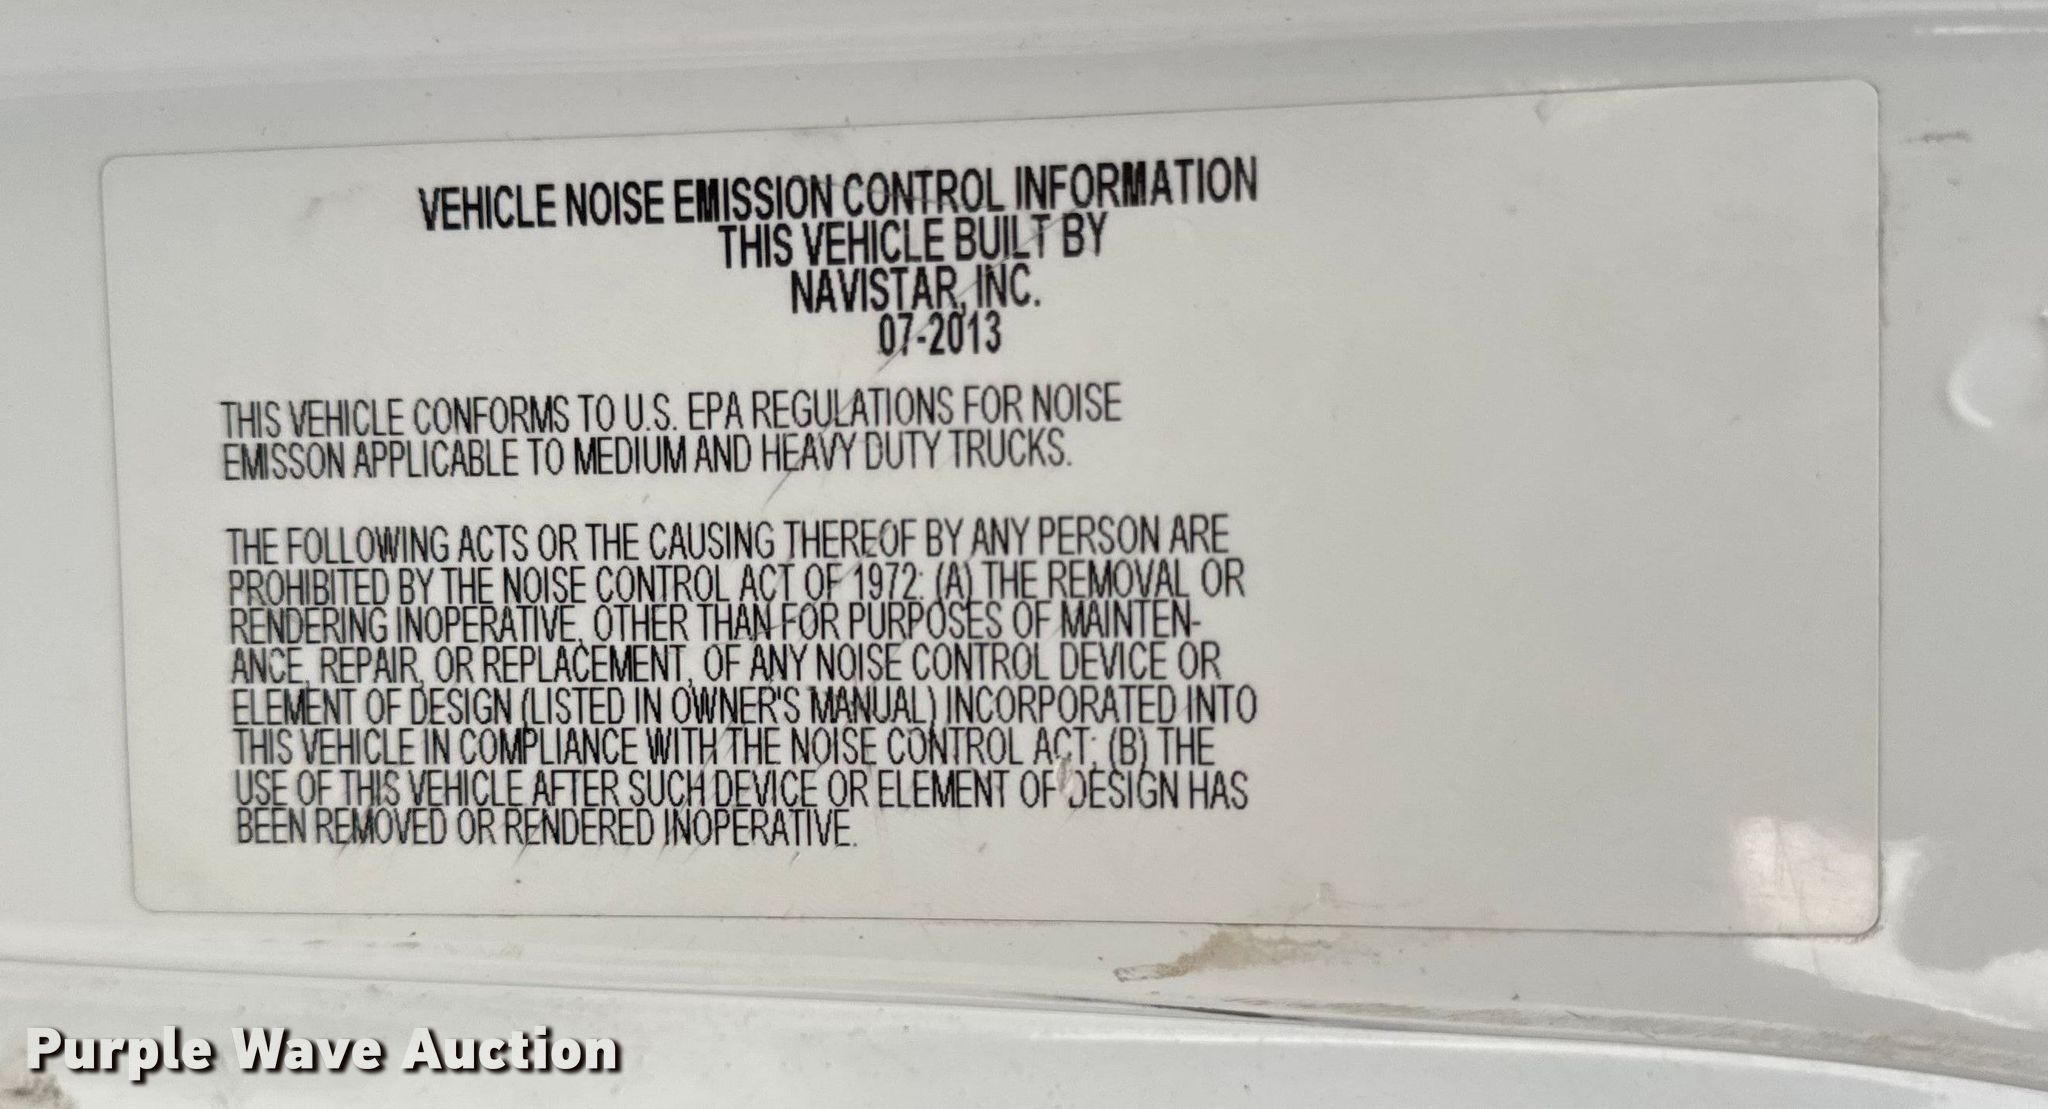 VEHICLE NOISE EMISSION CONTROL INFORMATION
THIS VEHICLE BUILT BY
NAVISTAR, INC.
07-2013
THIS VEHICLE CONFORMS TO U.S. EPA REGULATIONS FOR NOISE
EMISSON APPLICABLE TO MEDIUM AND HEAVY DUTY TRUCKS.
THE FOLLOWING ACTS OR THE CAUSING THEREOF BY ANY PERSON ARE
PROHIBITED BY THE NOISE CONTROL ACT OF 1972: (A) THE REMOVAL OR
RENDERING INOPERATIVE, OTHER THAN FOR PURPOSES OF MAINTEN-
ANCE, REPAIR, OR REPLACEMENT, OF ANY NOISE CONTROL DEVICE OR
ELEMENT OF DESIGN (LISTED IN OWNER'S MANUAL) INCORPORATED INTO
THIS VEHICLE IN COMPLIANCE WITH THE NOISE CONTROL ACT; (B) THE
USE OF THIS VEHICLE AFTER SUCH DEVICE OR ELEMENT OF DESIGN HAS
BEEN REMOVED OR RENDERED INOPERATIVE.
Purple Wave Auction